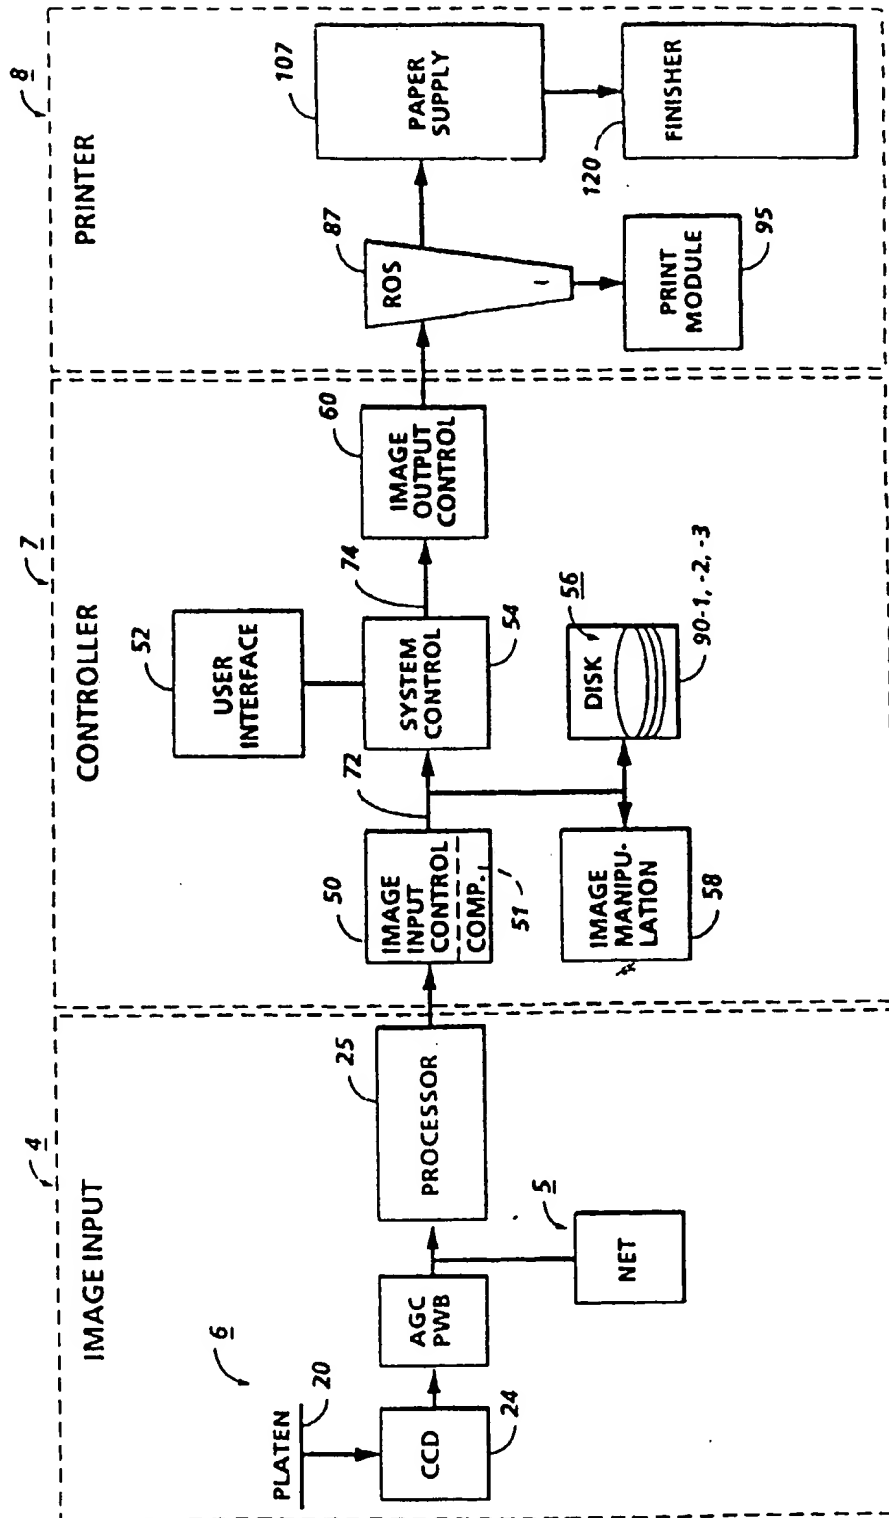 4
7
8
IMAGE INPUT
CONTROLLER
PRINTER
6
PLATEN
20
CCD
24
AGC
PWB
PROCESSOR
25
NET
5
IMAGE
INPUT
CONTROL
COMP.
50
51
72
USER
INTERFACE
52
SYSTEM
CONTROL
54
74
IMAGE
MANIPU-
LATION
58
DISK
56
90-1, -2, -3
IMAGE
OUTPUT
CONTROL
60
ROS
87
PRINT
MODULE
95
PAPER
SUPPLY
107
FINISHER
120